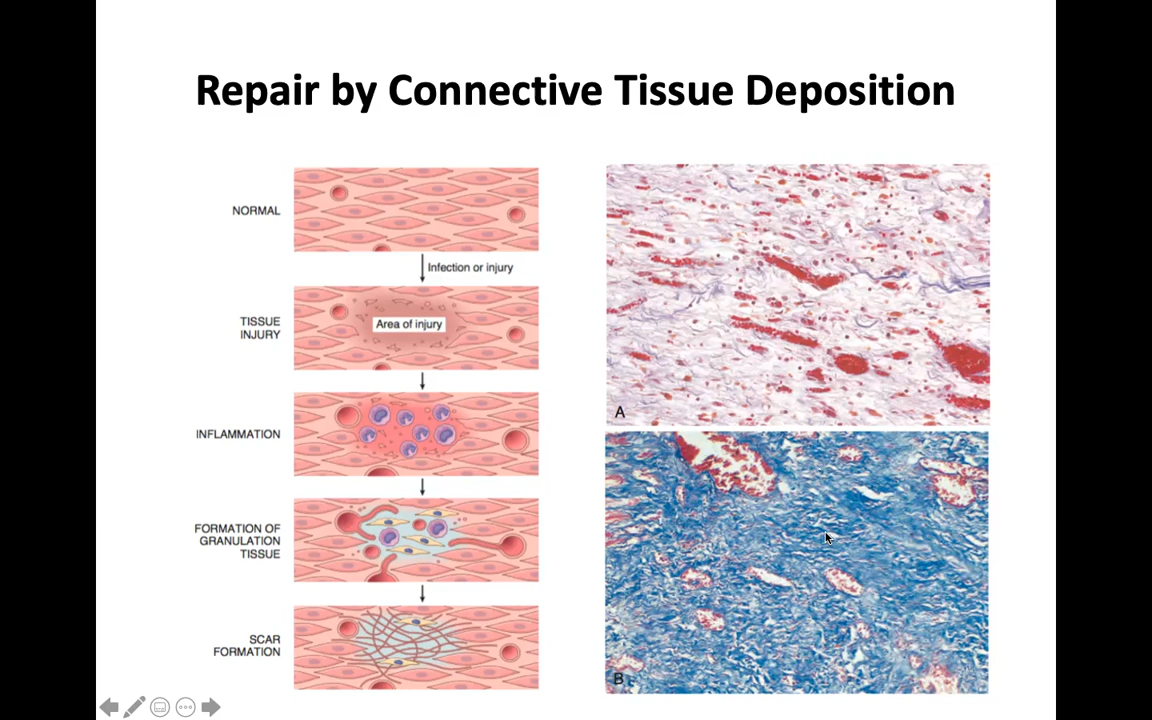 Repair by Connective Tissue Deposition
NORMAL
Infection or injury
TISSUE
INJURY
Area of injury
INFLAMMATION
FORMATION OF
GRANULATION
TISSUE
SCAR
FORMATION
A
B